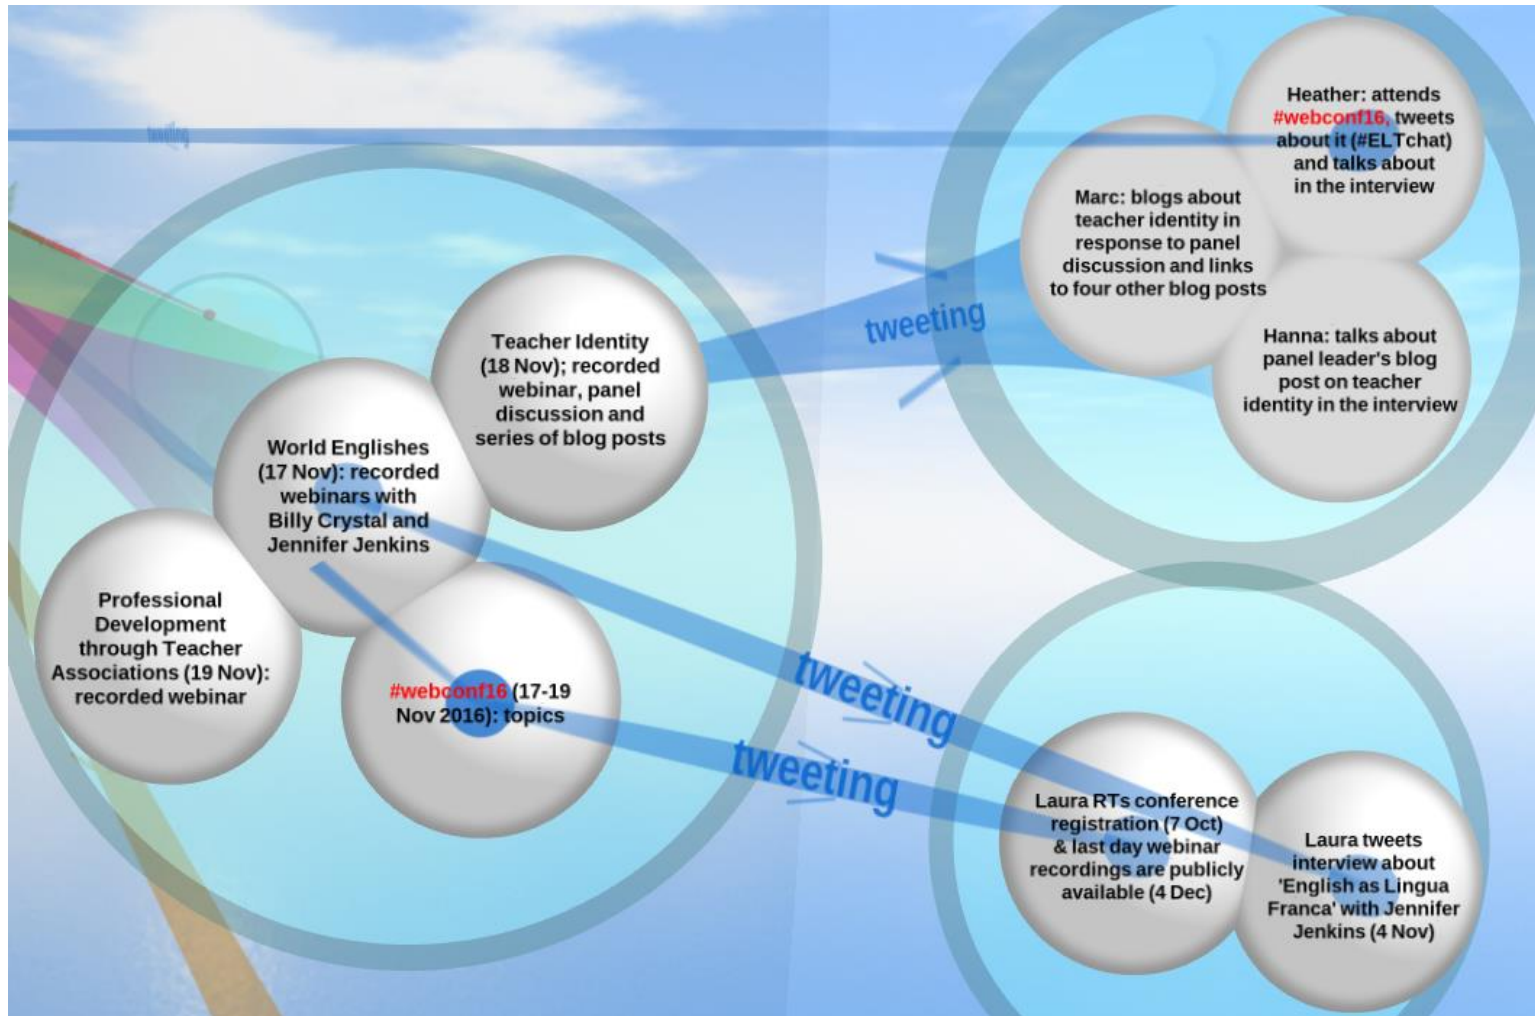 tweeting
Heather: attends
#webconf16, tweets
about it (#ELTchat)
and talks about
in the interview
Marc: blogs about
teacher identity in
response to panel
discussion and links
to four other blog posts
tweeting
Hanna: talks about
panel leader's blog
post on teacher
identity in the interview
Teacher Identity
(18 Nov); recorded
webinar, panel
discussion and
series of blog posts
World Englishes
(17 Nov): recorded
webinars with
Billy Crystal and
Jennifer Jenkins
Professional
Development
through Teacher
Associations (19 Nov):
recorded webinar
#webconf16 (17-19
Nov 2016): topics
tweeting
tweeting
Laura RTs conference
registration (7 Oct)
& last day webinar
recordings are publicly
available (4 Dec)
Laura tweets
interview about
'English as Lingua
Franca' with Jennifer
Jenkins (4 Nov)